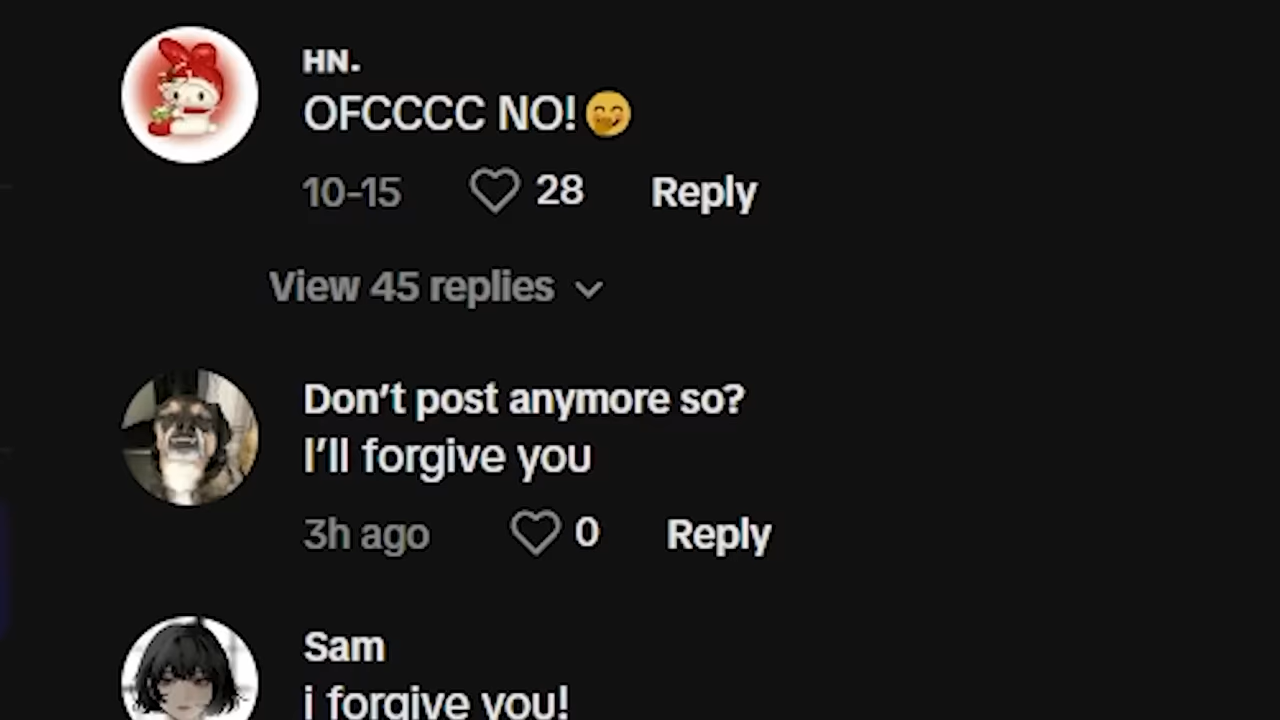 HN.
OFCCCC NO!🤭
10-15 28 Reply
View 45 replies
Don't post anymore so?
I'll forgive you
3h ago 0 Reply
Sam
i forgive you!